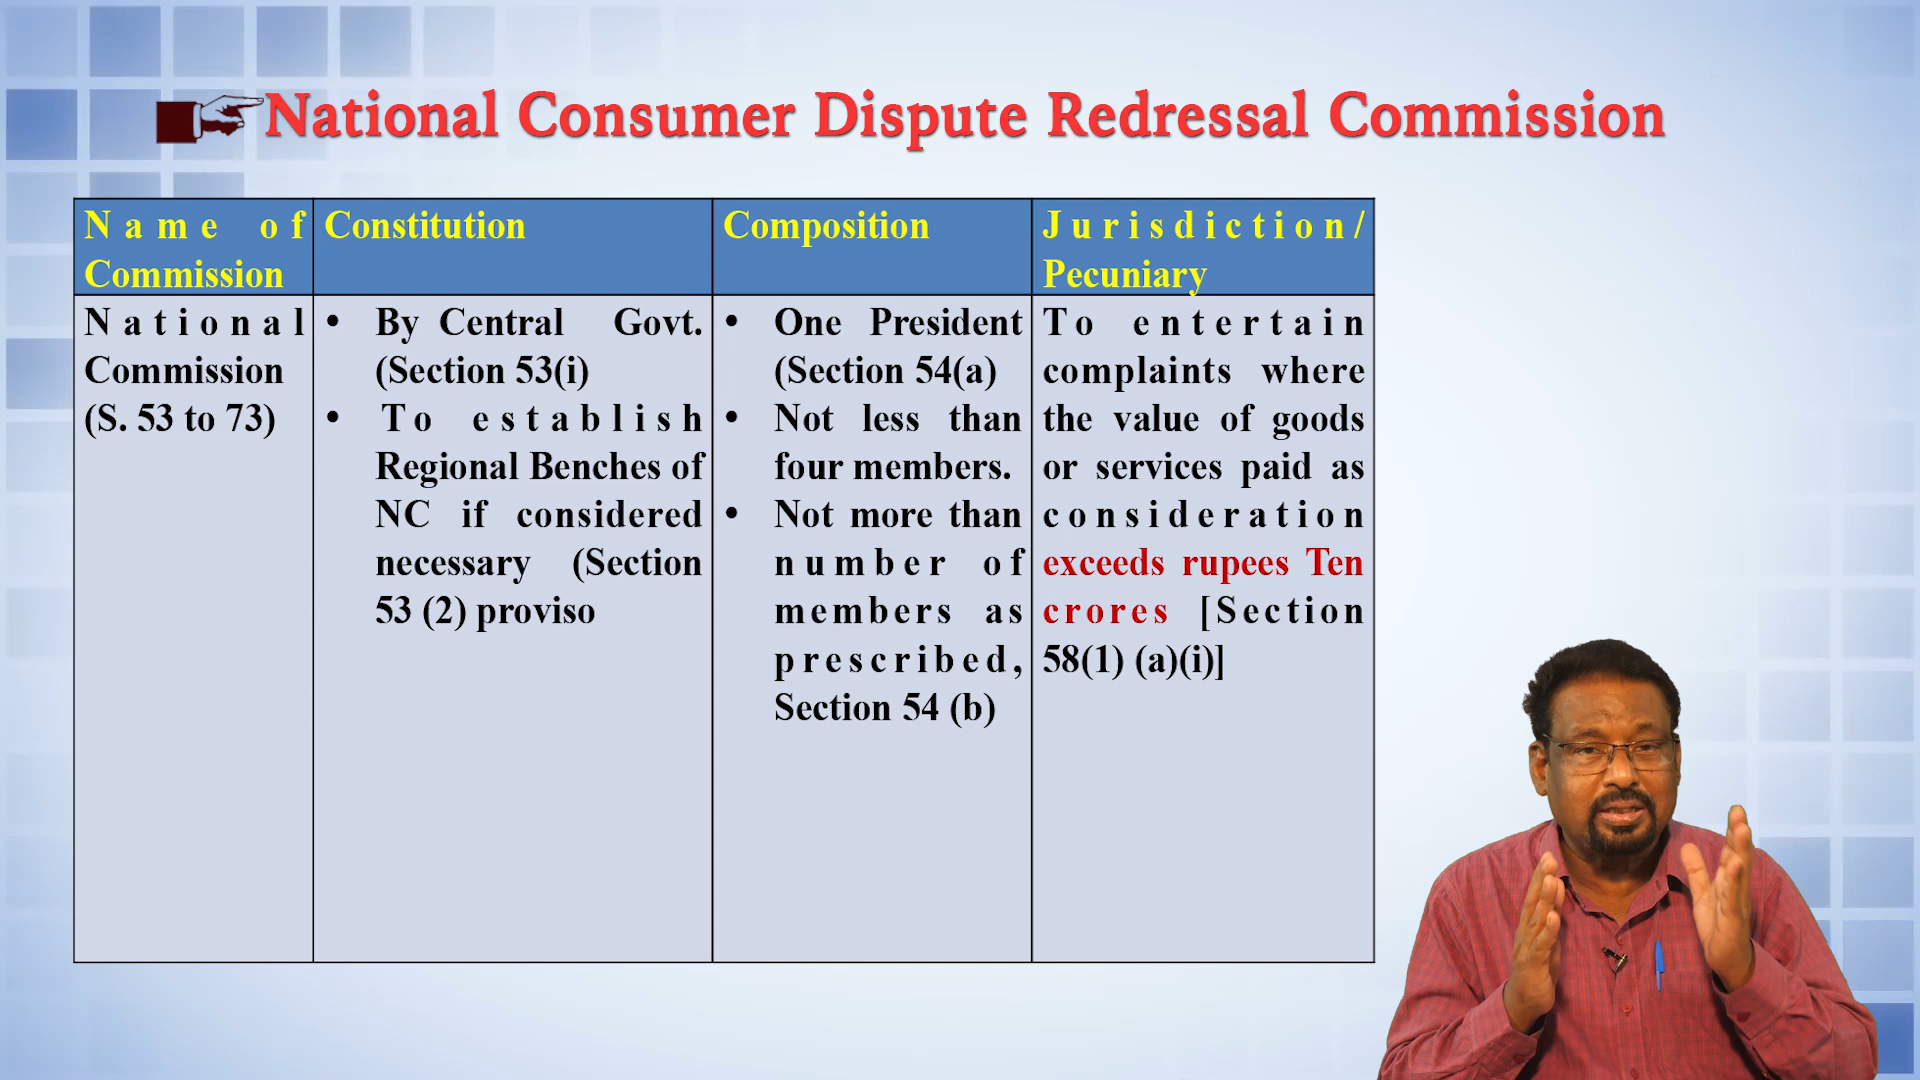 National Consumer Dispute Redressal Commission
Name of
Commission
Constitution
Composition
Jurisdiction/
Pecuniary
National
Commission
(S. 53 to 73)
• By Central Govt.
(Section 53(i)
• To establish
Regional Benches of
NC if considered
necessary (Section
53 (2) proviso
• One President
(Section 54(a)
• Not less than
four members.
• Not more than
number of
members as
prescribed,
Section 54 (b)
To entertain
complaints where
the value of goods
or services paid as
consideration
exceeds rupees Ten
crores [Section
58(1) (a)(i)]